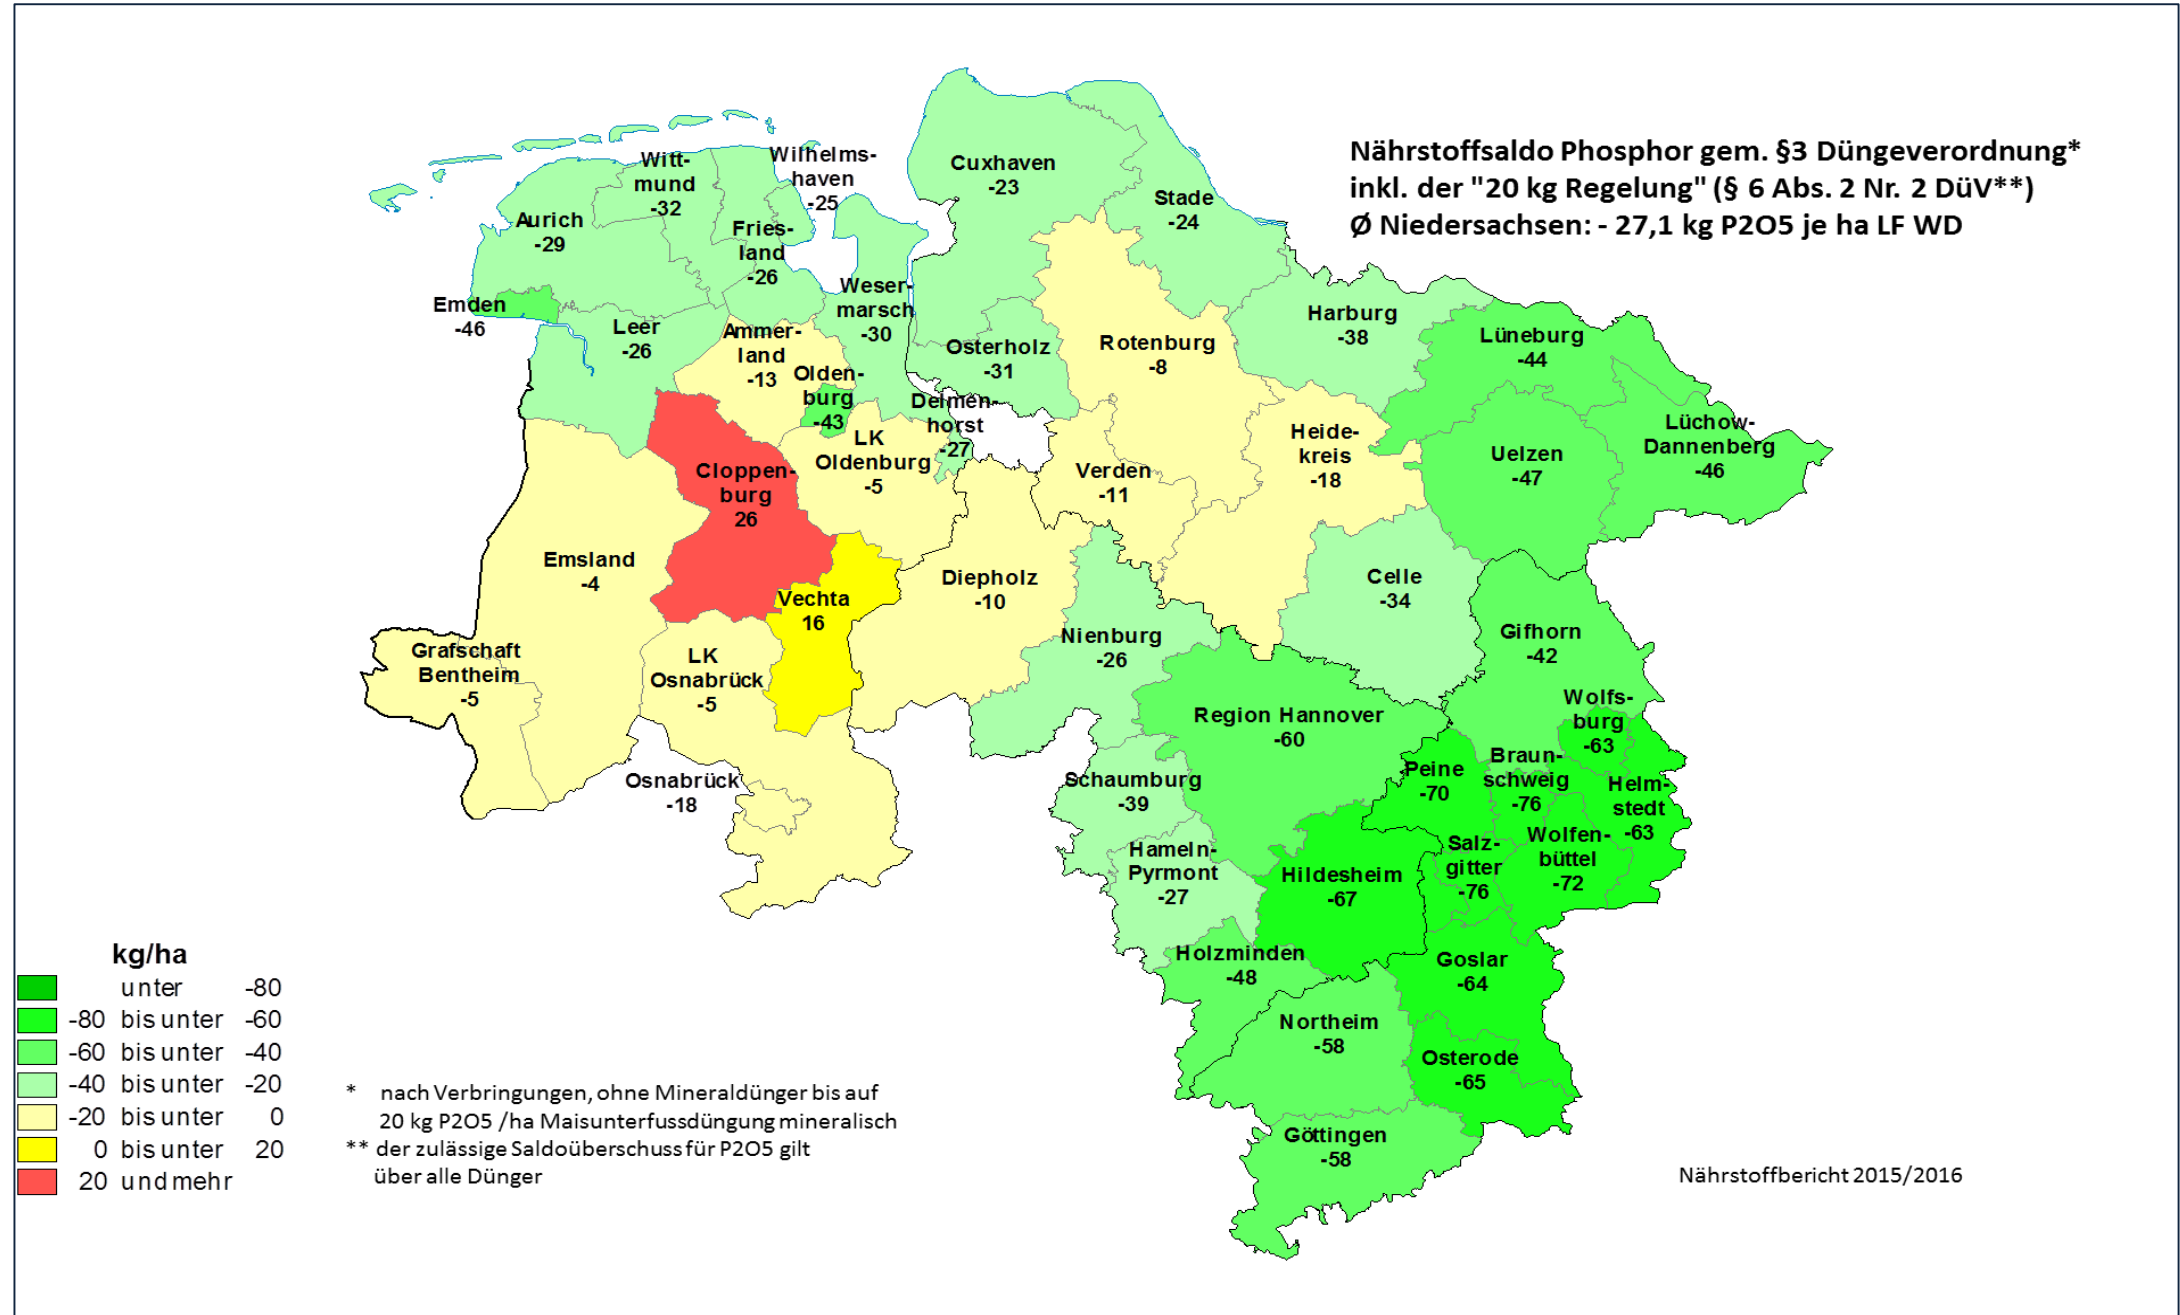 Nährstoffsaldo Phosphor gem. §3 Düngeverordnung*
inkl. der "20 kg Regelung" (§ 6 Abs. 2 Nr. 2 DüV**)
Ø Niedersachsen: - 27,1 kg P2O5 je ha LF WD
Cuxhaven
-23
Stade
-24
Wilhelms-
haven
-25
Witt-
mund
-32
Aurich
-29
Fries-
land
-26
Emden
-46
Leer
-26
Weser-
marsch
-30
Ammer-
land
-13
Olden-
burg
-43
Osterholz
-31
Delmen-
horst
-27
LK
Oldenburg
-5
Rotenburg
-8
Harburg
-38
Lüneburg
-44
Lüchow-
Dannenberg
-46
Uelzen
-47
Heide-
kreis
-18
Verden
-11
Cloppen-
burg
26
Emsland
-4
Vechta
16
Diepholz
-10
Celle
-34
Nienburg
-26
Gifhorn
-42
Grafschaft
Bentheim
-5
LK
Osnabrück
-5
Osnabrück
-18
Region Hannover
-60
Wolfs-
burg
-63
Peine
-70
Braun-
schweig
-76
Helm-
stedt
-63
Schaumburg
-39
Hameln-
Pyrmont
-27
Hildesheim
-67
Salz-
gitter
-76
Wolfen-
büttel
-72
Holzminden
-48
Goslar
-64
Northeim
-58
Osterode
-65
Göttingen
-58
kg/ha
unter -80
-80 bis unter -60
-60 bis unter -40
-40 bis unter -20
-20 bis unter 0
0 bis unter 20
20 und mehr
* nach Verbringungen, ohne Mineraldünger bis auf
20 kg P2O5 /ha Maisunterfussdüngung mineralisch
** der zulässige Saldoüberschuss für P2O5 gilt
über alle Dünger
Nährstoffbericht 2015/2016